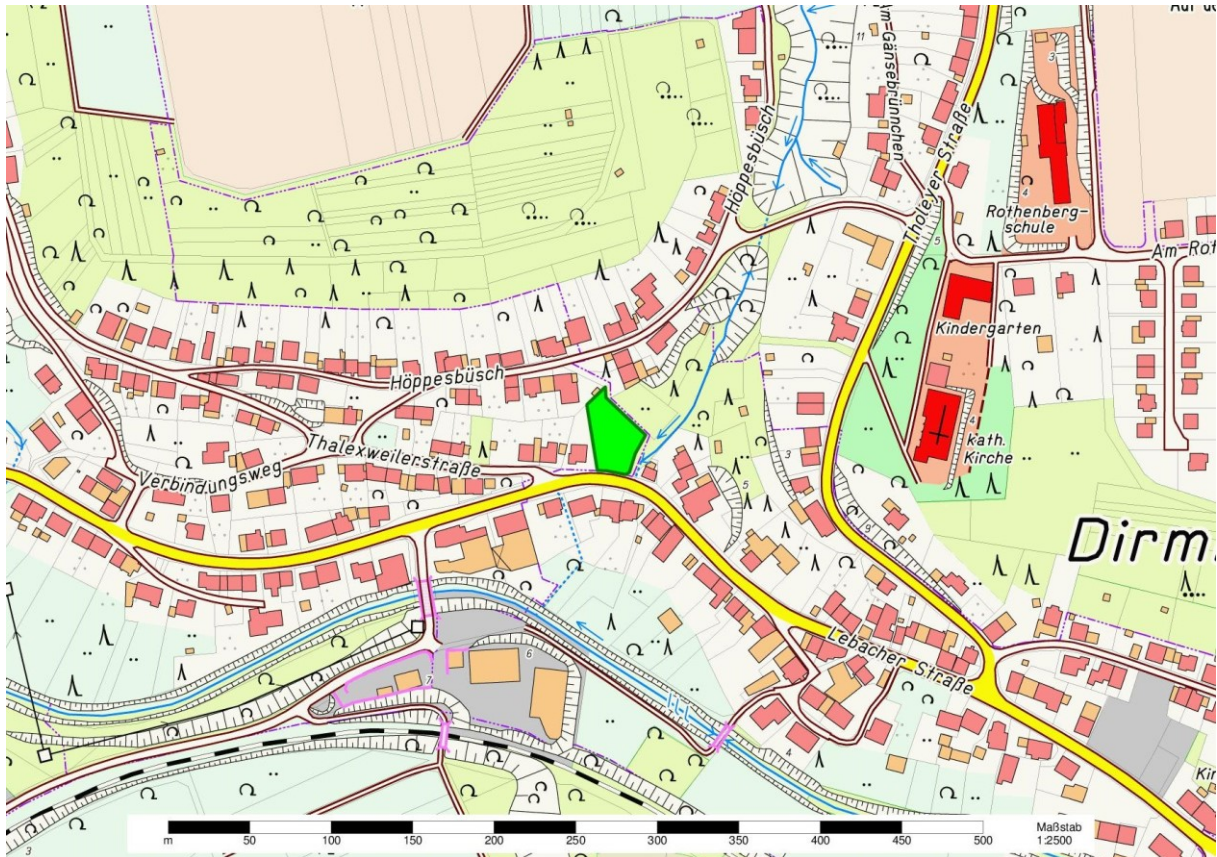 Auf de
11
3
Am-Gänsebrünnchen
Höppesbüsch
Tholeyer Straße
4
Rothenberg-
schule
5
Am Rot
Kindergarten
Höppesbüsch
Thalexweilerstraße
4
kath.
Kirche
Verbindungsweg
3
5
9
Dirm
Lebacher Straße
6
7
Ill
4
Kir
3
m 50 100 150 200 250 300 350 400 450 500
Maßstab
1:2500